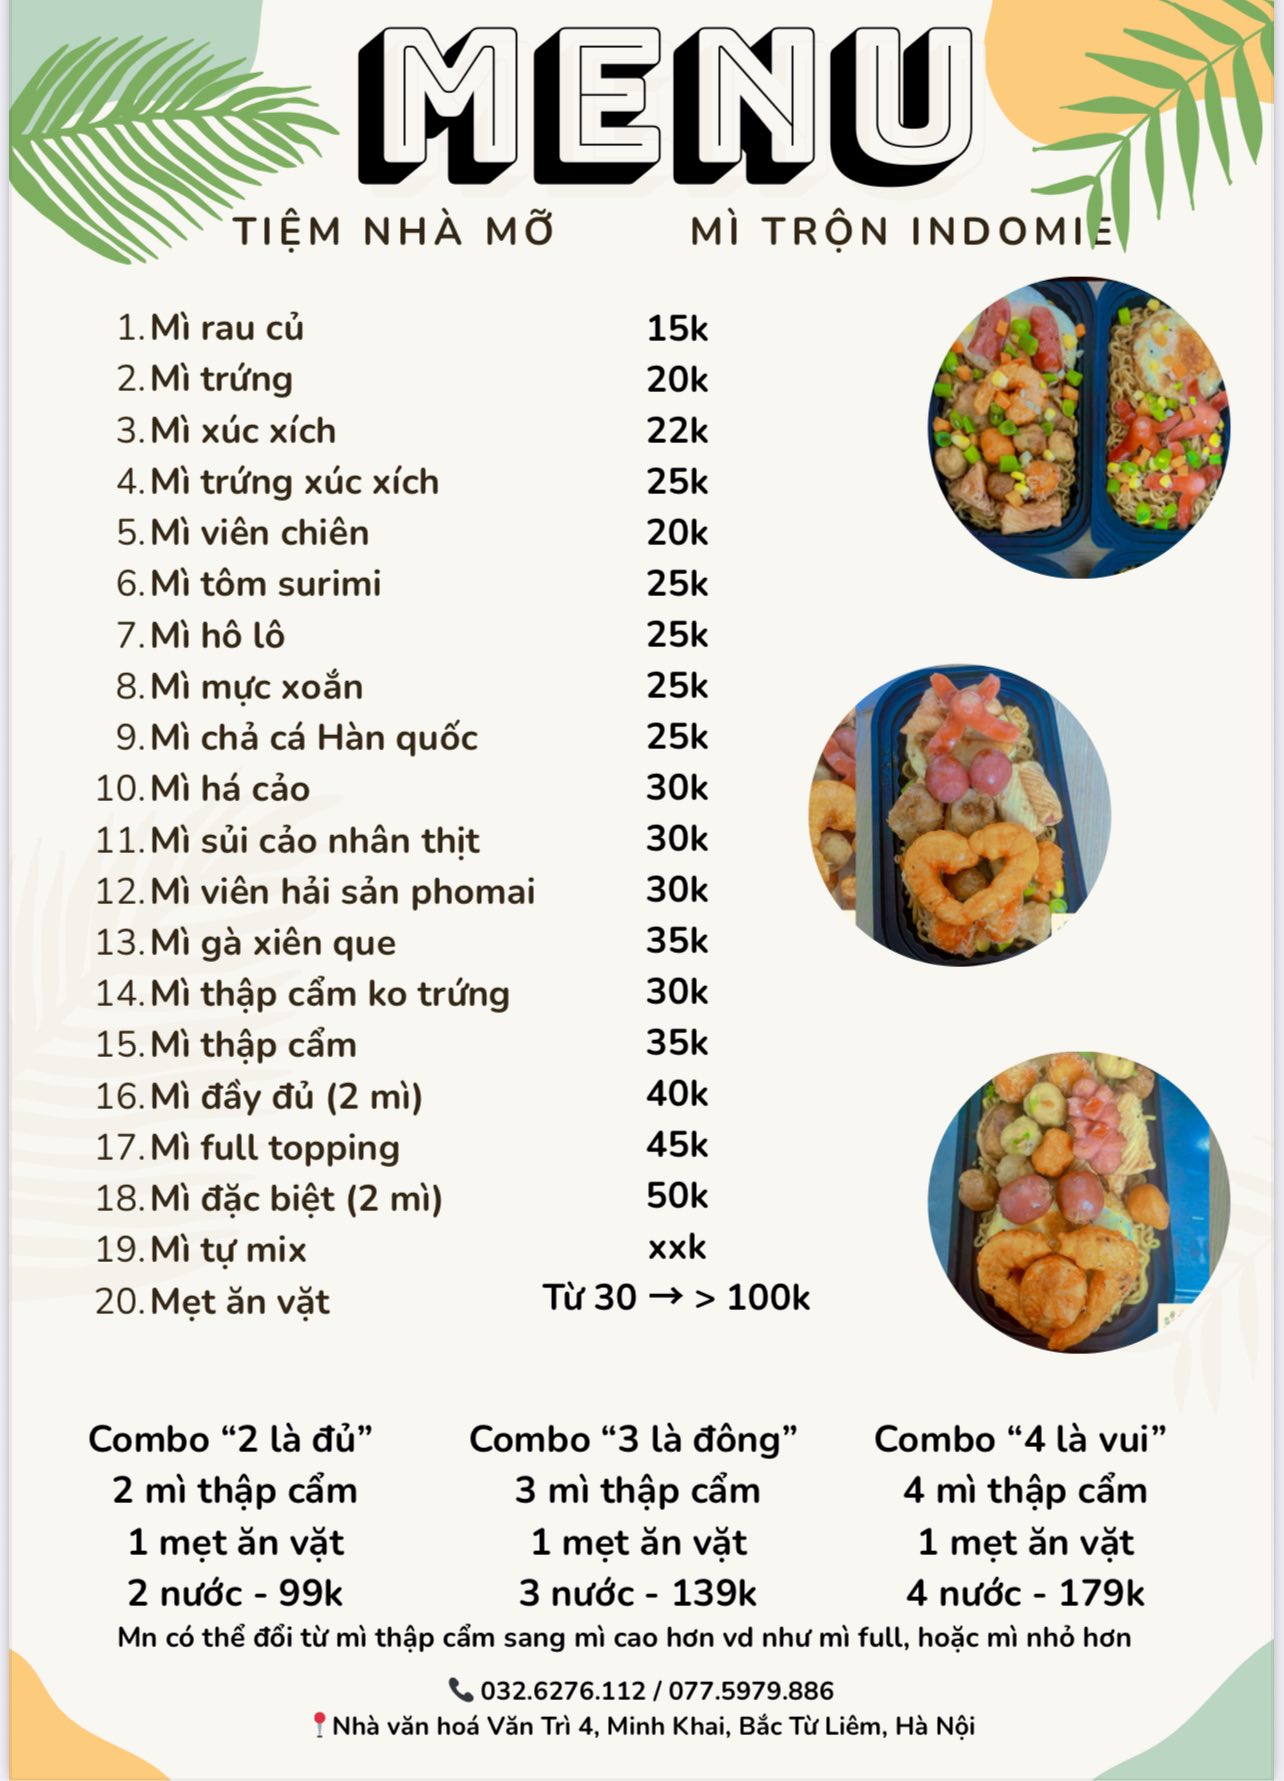 MENU
TIỆM NHÀ MỠ MÌ TRỘN INDOMIE
1. Mì rau củ 15k
2. Mì trứng 20k
3. Mì xúc xích 22k
4. Mì trứng xúc xích 25k
5. Mì viên chiên 20k
6. Mì tôm surimi 25k
7. Mì hô lô 25k
8. Mì mực xoắn 25k
9. Mì chả cá Hàn quốc 25k
10. Mì há cảo 30k
11. Mì sủi cảo nhân thịt 30k
12. Mì viên hải sản phomai 30k
13. Mì gà xiên que 35k
14. Mì thập cẩm ko trứng 30k
15. Mì thập cẩm 35k
16. Mì đầy đủ (2 mì) 40k
17. Mì full topping 45k
18. Mì đặc biệt (2 mì) 50k
19. Mì tự mix xxk
20. Mẹt ăn vặt Từ 30 → > 100k
Combo “2 là đủ”
2 mì thập cẩm
1 mẹt ăn vặt
2 nước - 99k
Combo “3 là đông”
3 mì thập cẩm
1 mẹt ăn vặt
3 nước - 139k
Combo “4 là vui”
4 mì thập cẩm
1 mẹt ăn vặt
4 nước - 179k
Mn có thể đổi từ mì thập cẩm sang mì cao hơn vd như mì full, hoặc mì nhỏ hơn
📞 032.6276.112 / 077.5979.886
📍Nhà văn hoá Văn Trì 4, Minh Khai, Bắc Từ Liêm, Hà Nội